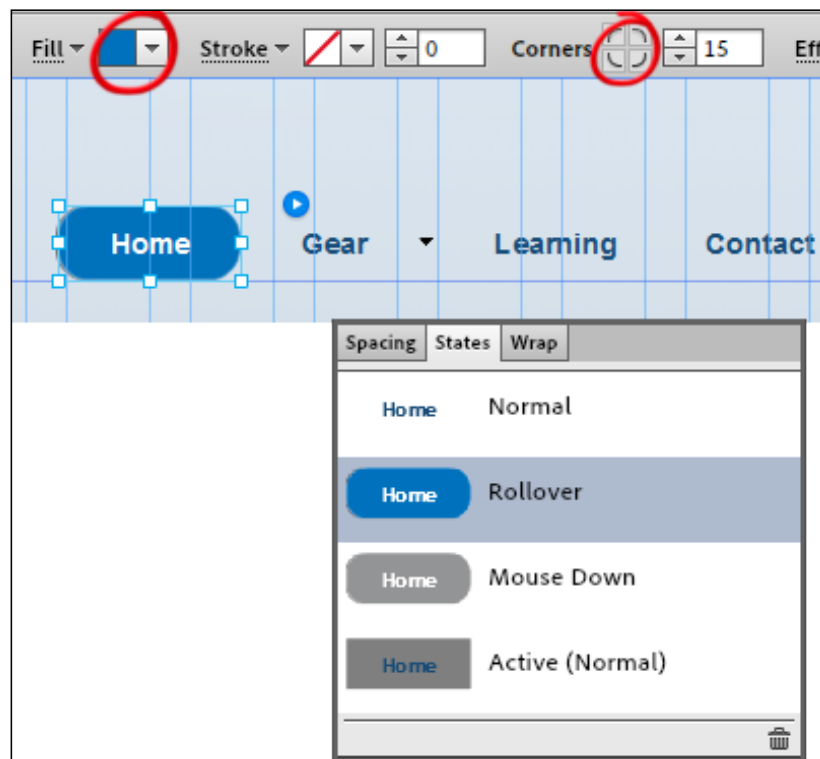 Fill Stroke 0 Corners 15 Eff
Home Gear Learning Contact
Spacing States Wrap
Home Normal
Home Rollover
Home Mouse Down
Home Active (Normal)